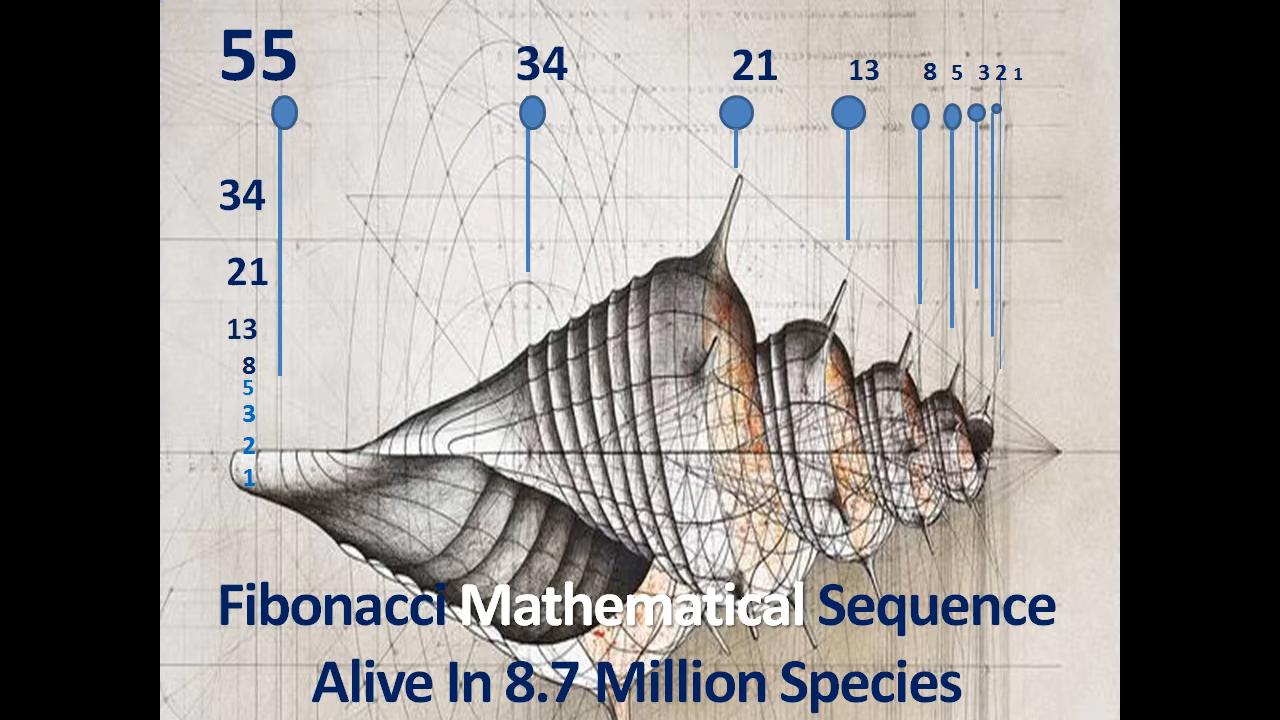 55 34 21 13 8 5 3 2 1
34
21
13
8
5
3
2
1
Fibonacci Mathematical Sequence
Alive In 8.7 Million Species